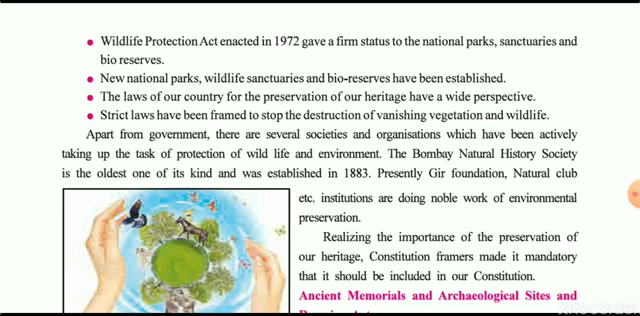 • Wildlife Protection Act enacted in 1972 gave a firm status to the national parks, sanctuaries and
bio reserves.
• New national parks, wildlife sanctuaries and bio-reserves have been established.
• The laws of our country for the preservation of our heritage have a wide perspective.
• Strict laws have been framed to stop the destruction of vanishing vegetation and wildlife.
Apart from government, there are several societies and organisations which have been actively
taking up the task of protection of wild life and environment. The Bombay Natural History Society
is the oldest one of its kind and was established in 1883. Presently Gir foundation, Natural club
etc. institutions are doing noble work of environmental
preservation.
Realizing the importance of the preservation of
our heritage, Constitution framers made it mandatory
that it should be included in our Constitution.
Ancient Memorials and Archaeological Sites and